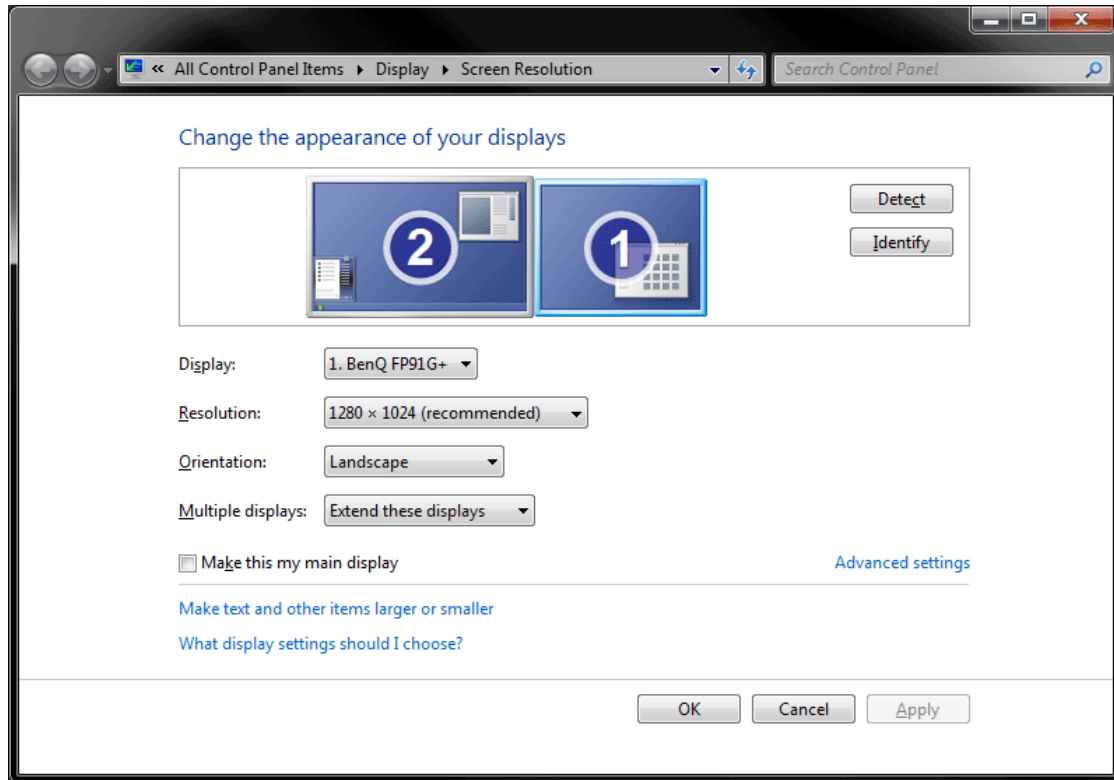 « All Control Panel Items ▸ Display ▸ Screen Resolution
Search Control Panel
Change the appearance of your displays
2
1
Detect
Identify
Display: 1. BenQ FP91G+
Resolution: 1280 × 1024 (recommended)
Orientation: Landscape
Multiple displays: Extend these displays
Make this my main display
Advanced settings
Make text and other items larger or smaller
What display settings should I choose?
OK
Cancel
Apply